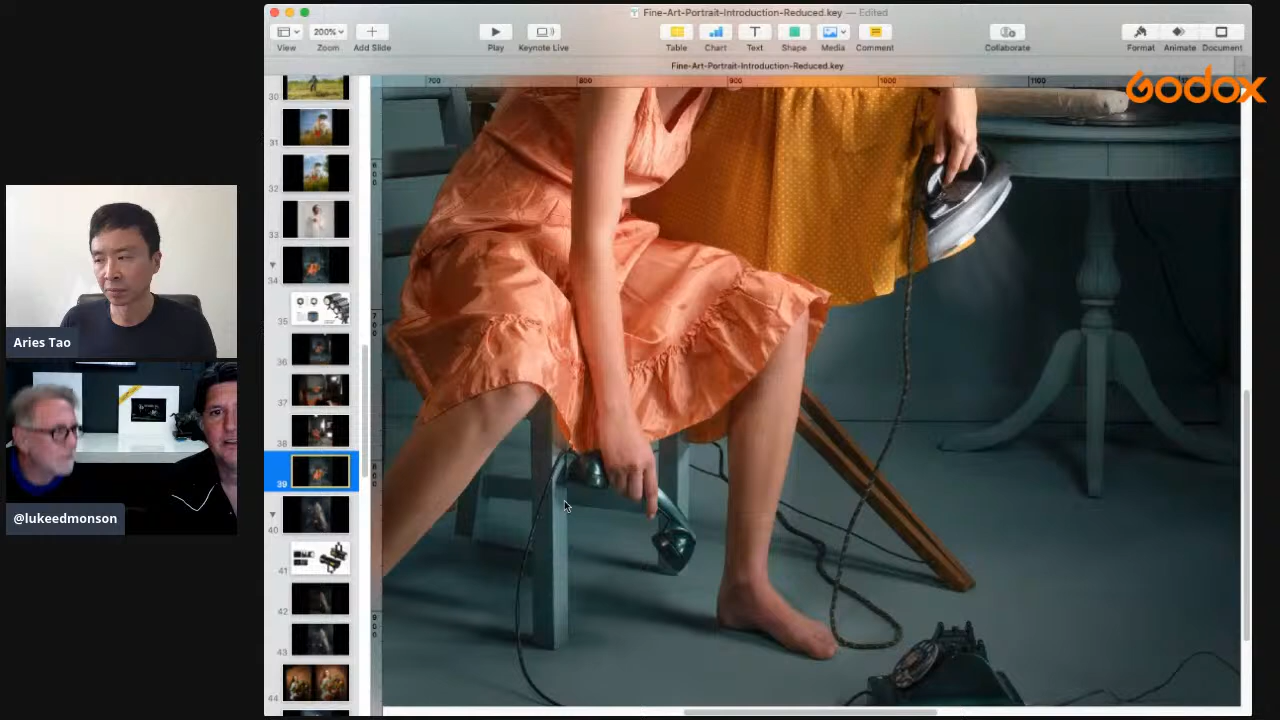 Fine-Art-Portrait-Introduction-Reduced.key — Edited
View
200%
Zoom
Add Slide
Play
Keynote Live
Table
Chart
Text
Shape
Media
Comment
Collaborate
Format
Animate
Document
Fine-Art-Portrait-Introduction-Reduced.key
Godox
700
800
900
1000
1100
30
31
32
33
34
35
36
37
38
39
40
41
42
43
44
Aries Tao
@lukeedmonson